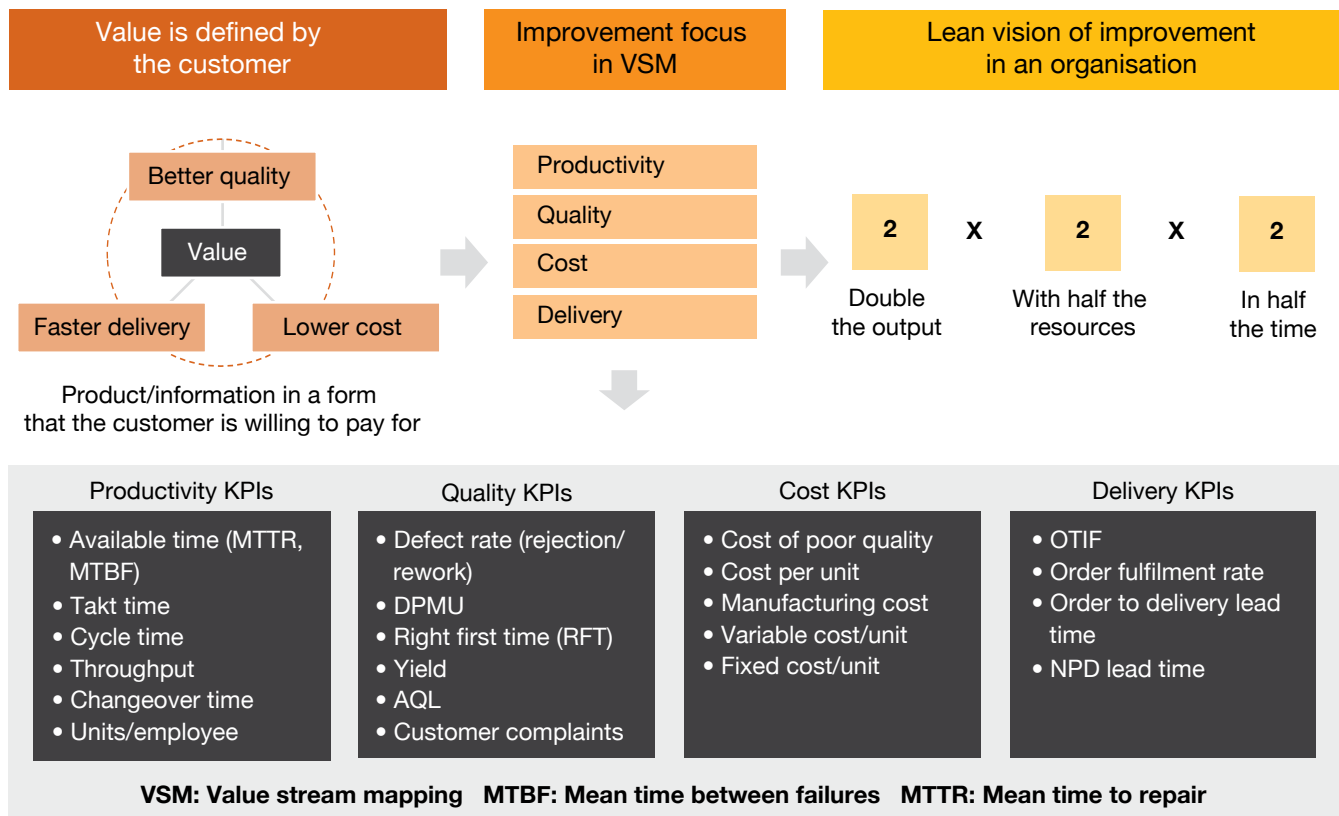 Value is defined by
the customer
Improvement focus
in VSM
Lean vision of improvement
in an organisation
Better quality
Value
Faster delivery
Lower cost
Product/information in a form
that the customer is willing to pay for
Productivity
Quality
Cost
Delivery
2 X 2 X 2
Double
the output
With half the
resources
In half
the time
Productivity KPIs
• Available time (MTTR,
MTBF)
• Takt time
• Cycle time
• Throughput
• Changeover time
• Units/employee
Quality KPIs
• Defect rate (rejection/
rework)
• DPMU
• Right first time (RFT)
• Yield
• AQL
• Customer complaints
Cost KPIs
• Cost of poor quality
• Cost per unit
• Manufacturing cost
• Variable cost/unit
• Fixed cost/unit
Delivery KPIs
• OTIF
• Order fulfilment rate
• Order to delivery lead
time
• NPD lead time
VSM: Value stream mapping MTBF: Mean time between failures MTTR: Mean time to repair